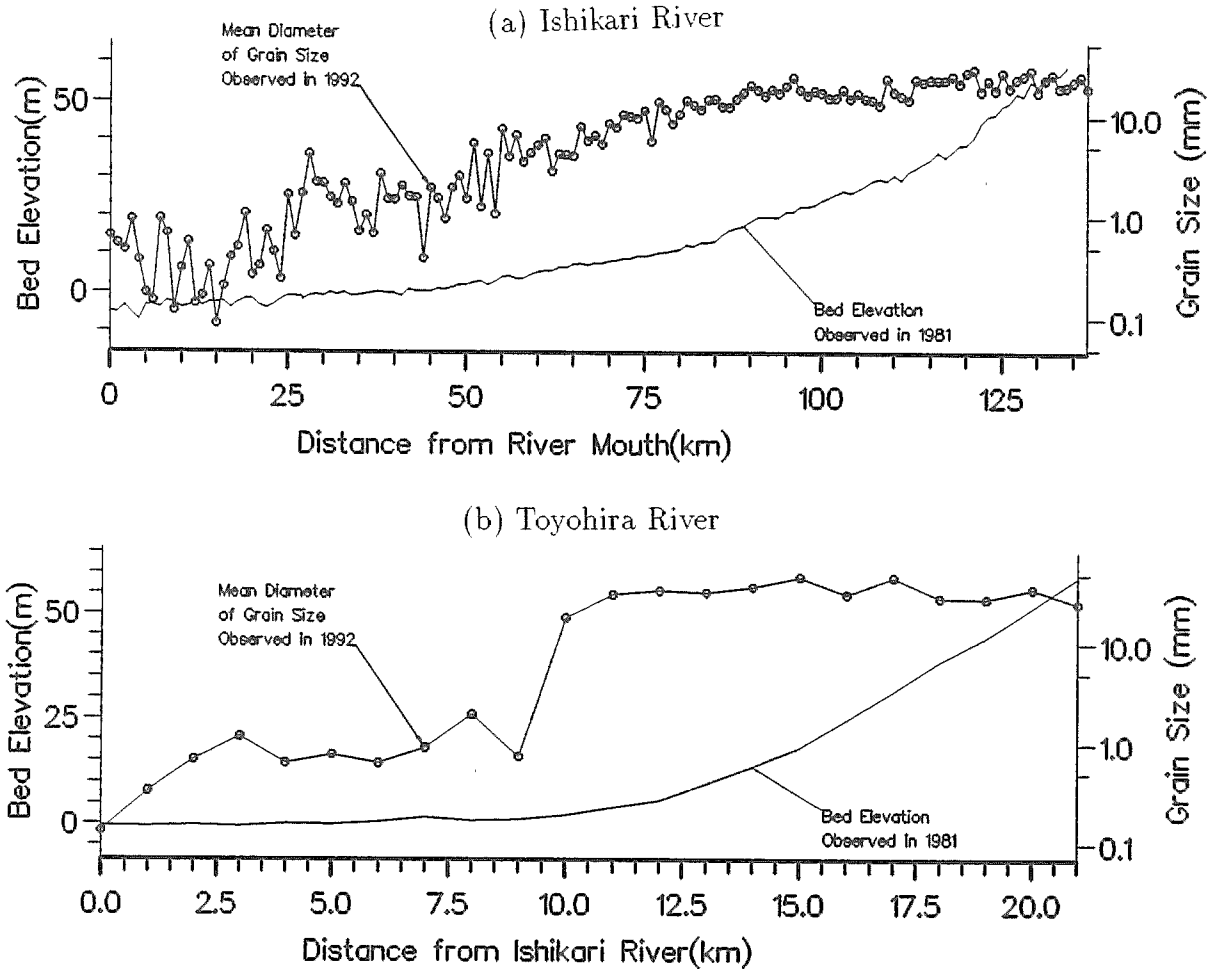 (a) Ishikari River
Mean Diameter
of Grain Size
Observed in 1992
Bed Elevation(m)
50
0
10.0
1.0
0.1
Grain Size (mm)
Bed Elevation
Observed in 1981
0 25 50 75 100 125
Distance from River Mouth(km)
(b) Toyohira River
Mean Diameter
of Grain Size
Observed in 1992
Bed Elevation(m)
50
25
0
10.0
1.0
0.1
Grain Size (mm)
Bed Elevation
Observed in 1981
0.0 2.5 5.0 7.5 10.0 12.5 15.0 17.5 20.0
Distance from Ishikari River(km)